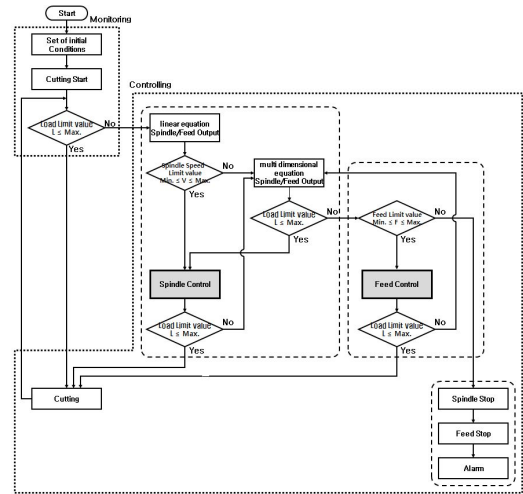 Start
Monitoring
Set of initial
Conditions
Cutting Start
Load Limit value
L ≤ Max.
No
Yes
Controlling
linear equation
Spindle/Feed Output
Spindle Speed
Limit value
Min. ≤ V ≤ Max.
No
Yes
multi dimensional
equation
Spindle/Feed Output
Load Limit value
L ≤ Max.
No
Yes
Feed Limit value
Min. ≤ F ≤ Max.
No
Yes
Spindle Control
Feed Control
Load Limit value
L ≤ Max.
No
Yes
Load Limit value
L ≤ Max.
No
Yes
Cutting
Spindle Stop
Feed Stop
Alarm